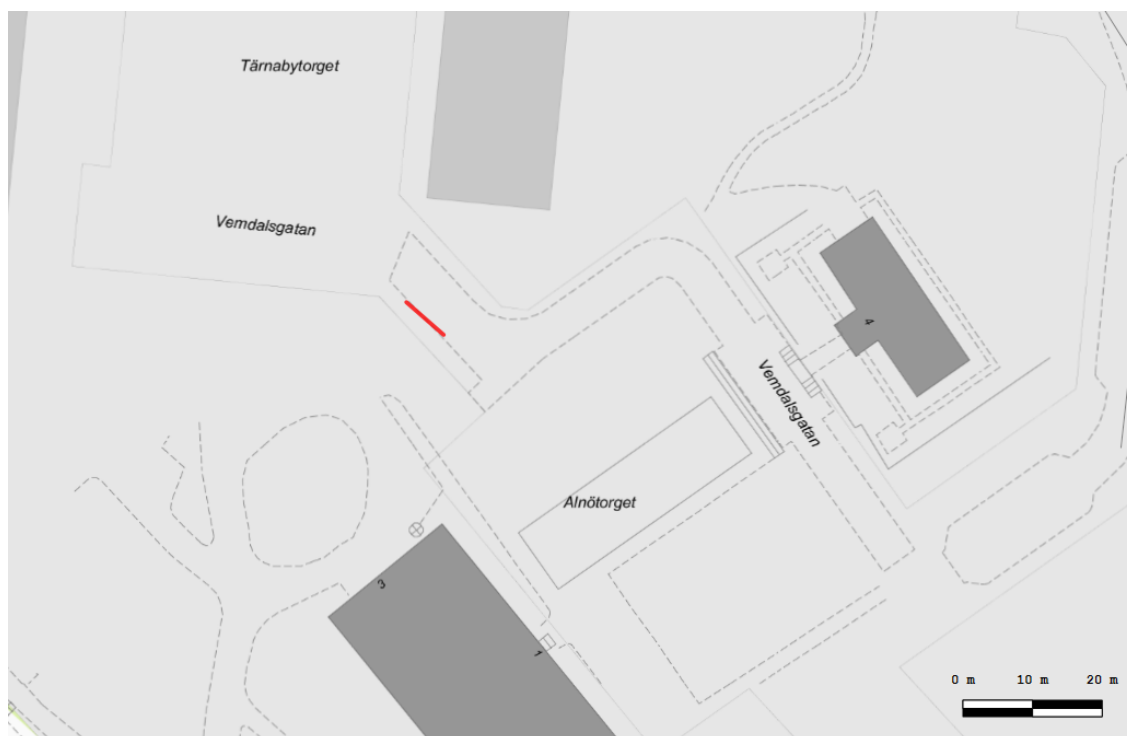 Tärnabytorget
Vemdalsgatan
4
Vemdalsgatan
Alnötorget
3
1
0 m 10 m 20 m